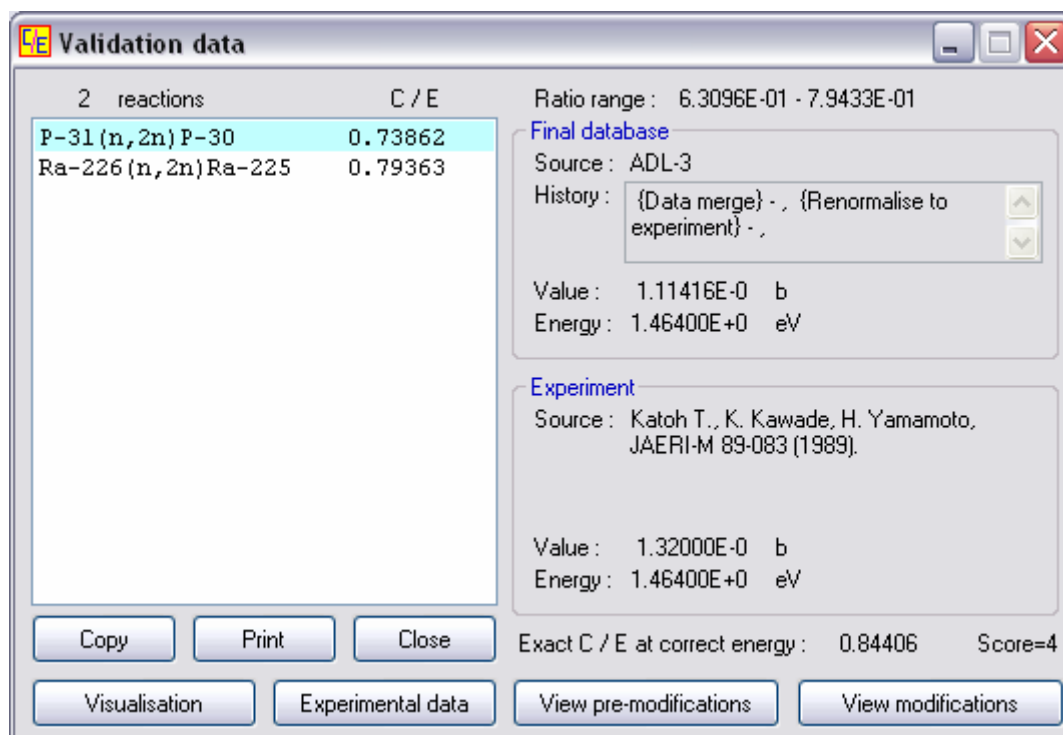 C/E Validation data
2 reactions C / E
P-31(n,2n)P-30 0.73862
Ra-226(n,2n)Ra-225 0.79363
Ratio range : 6.3096E-01 - 7.9433E-01
Final database
Source : ADL-3
History : {Data merge} - , {Renormalise to
experiment} - ,
Value : 1.11416E-0 b
Energy : 1.46400E+0 eV
Experiment
Source : Katoh T., K. Kawade, H. Yamamoto,
JAERI-M 89-083 (1989).
Value : 1.32000E-0 b
Energy : 1.46400E+0 eV
Exact C / E at correct energy : 0.84406 Score=4
Copy Print Close
Visualisation Experimental data View pre-modifications View modifications